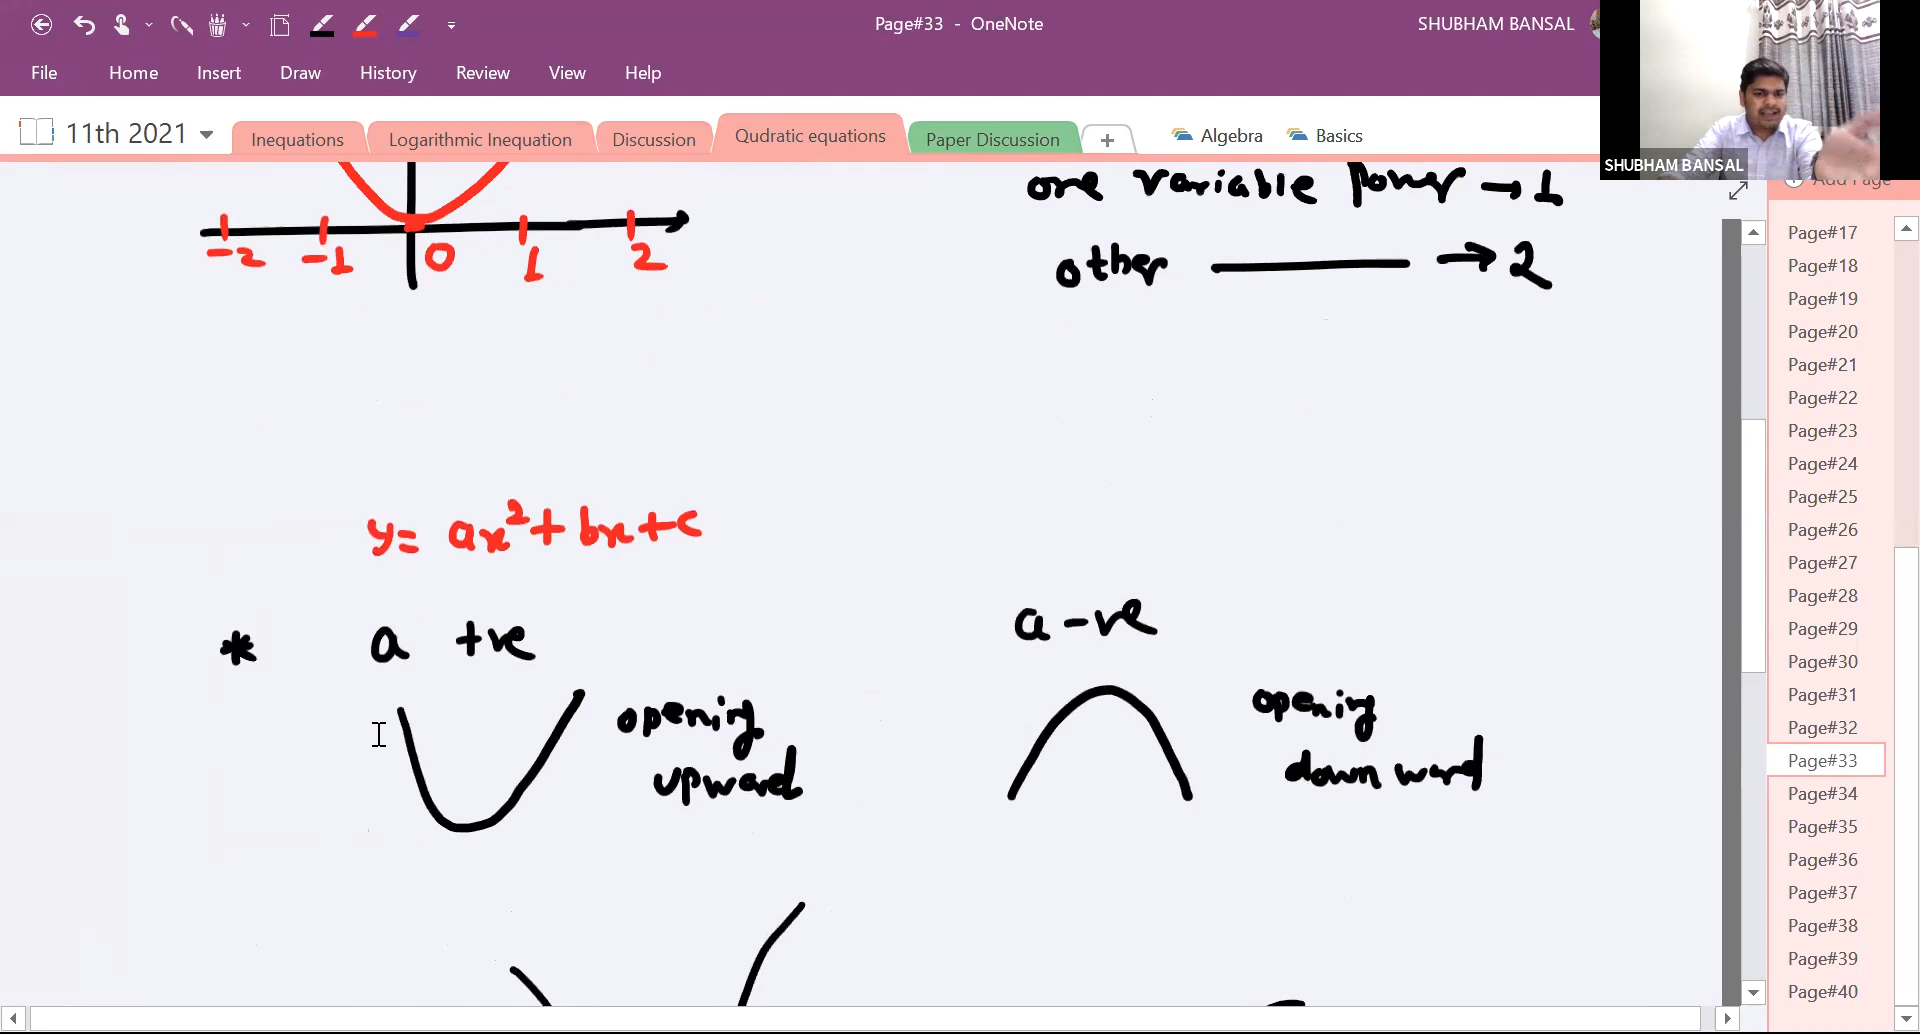 Page#33 - OneNote
SHUBHAM BANSAL
File Home Insert Draw History Review View Help
SHUBHAM BANSAL
11th 2021
Inequations
Logarithmic Inequation
Discussion
Qudratic equations
Paper Discussion
+
Algebra
Basics
Add Page
one variable power → 1
other ——— → 2
-2 -1 0 1 2
y= ax²+bx+c
* a +ve
a -ve
opening
upward
opening
downward
Page#17
Page#18
Page#19
Page#20
Page#21
Page#22
Page#23
Page#24
Page#25
Page#26
Page#27
Page#28
Page#29
Page#30
Page#31
Page#32
Page#33
Page#34
Page#35
Page#36
Page#37
Page#38
Page#39
Page#40